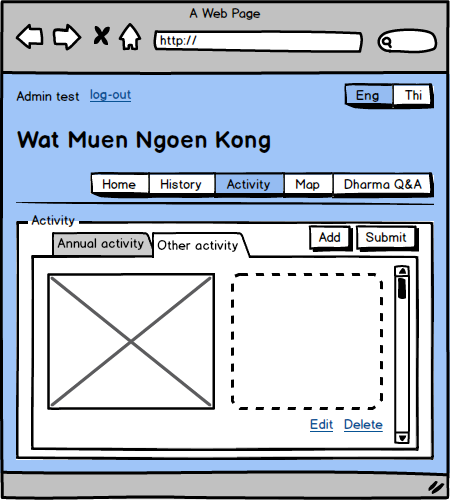 A Web Page
http://
Admin test log-out
Eng Thi
Wat Muen Ngoen Kong
Home History Activity Map Dharma Q&A
Activity
Annual activity Other activity
Add Submit
Edit Delete